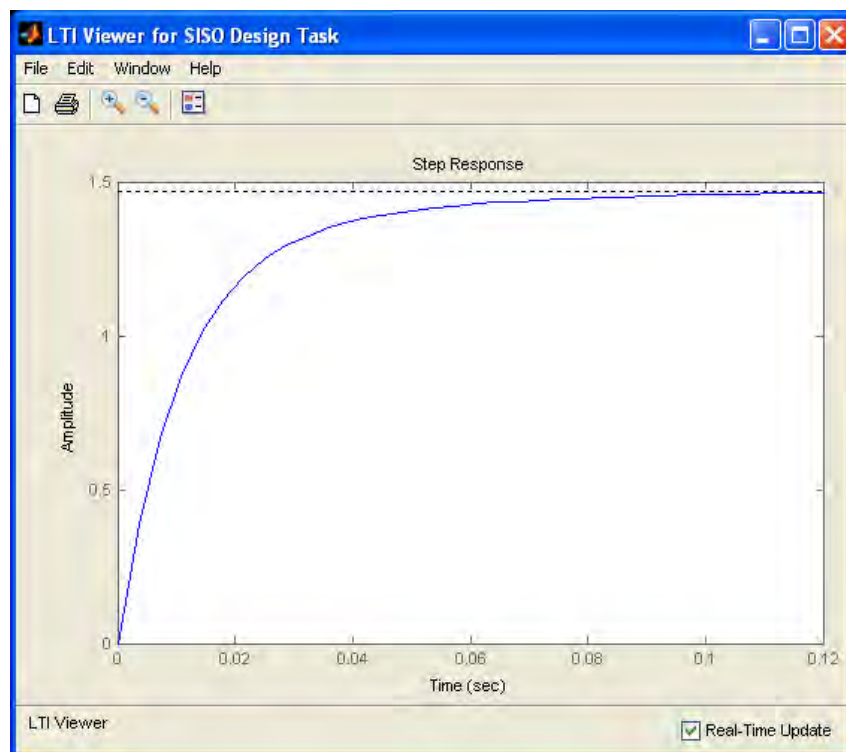 LTI Viewer for SISO Design Task
File Edit Window Help
Step Response
1.5
1
0.5
0
Amplitude
0 0.02 0.04 0.06 0.08 0.1 0.12
Time (sec)
LTI Viewer
Real-Time Update